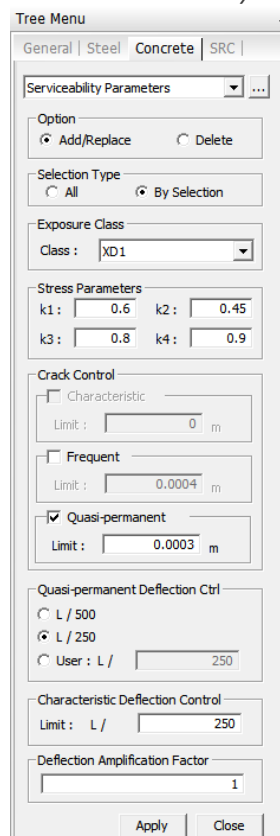 Tree Menu
General | Steel Concrete | SRC |
Serviceability Parameters ...
Option
Add/Replace Delete
Selection Type
All By Selection
Exposure Class
Class : XD1
Stress Parameters
k1 : 0.6 k2 : 0.45
k3 : 0.8 k4 : 0.9
Crack Control
Characteristic
Limit : 0 m
Frequent
Limit : 0.0004 m
Quasi-permanent
Limit : 0.0003 m
Quasi-permanent Deflection Ctrl
L / 500
L / 250
User : L / 250
Characteristic Deflection Control
Limit : L / 250
Deflection Amplification Factor
1
Apply Close